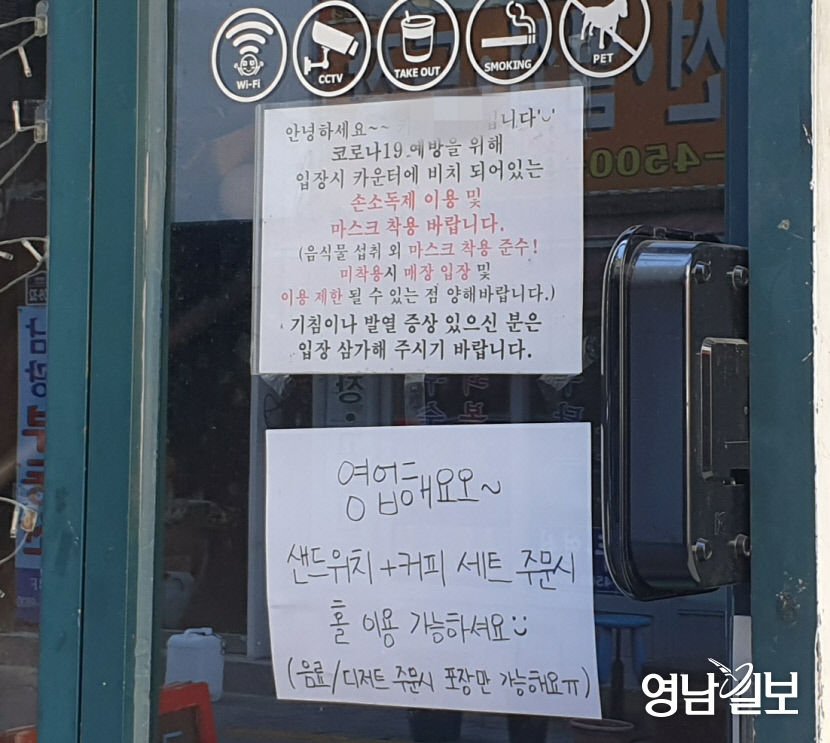 Wi-Fi
CCTV
TAKE OUT
SMOKING
PET
-4500
안녕하세요~~ 입니다'ᴗ'
코로나19 예방을 위해
입장시 카운터에 비치 되어있는
손소독제 이용 및
마스크 착용 바랍니다.
(음식물 섭취 외 마스크 착용 준수!
미착용시 매장 입장 및
이용 제한 될 수 있는 점 양해바랍니다.)
기침이나 발열 증상 있으신 분은
입장 삼가해 주시기 바랍니다.
영업해요오~
샌드위치 + 커피 세트 주문시
홀 이용 가능하셔요
(음료/디저트 주문시 포장만 가능해요ㅠ)
영남일보